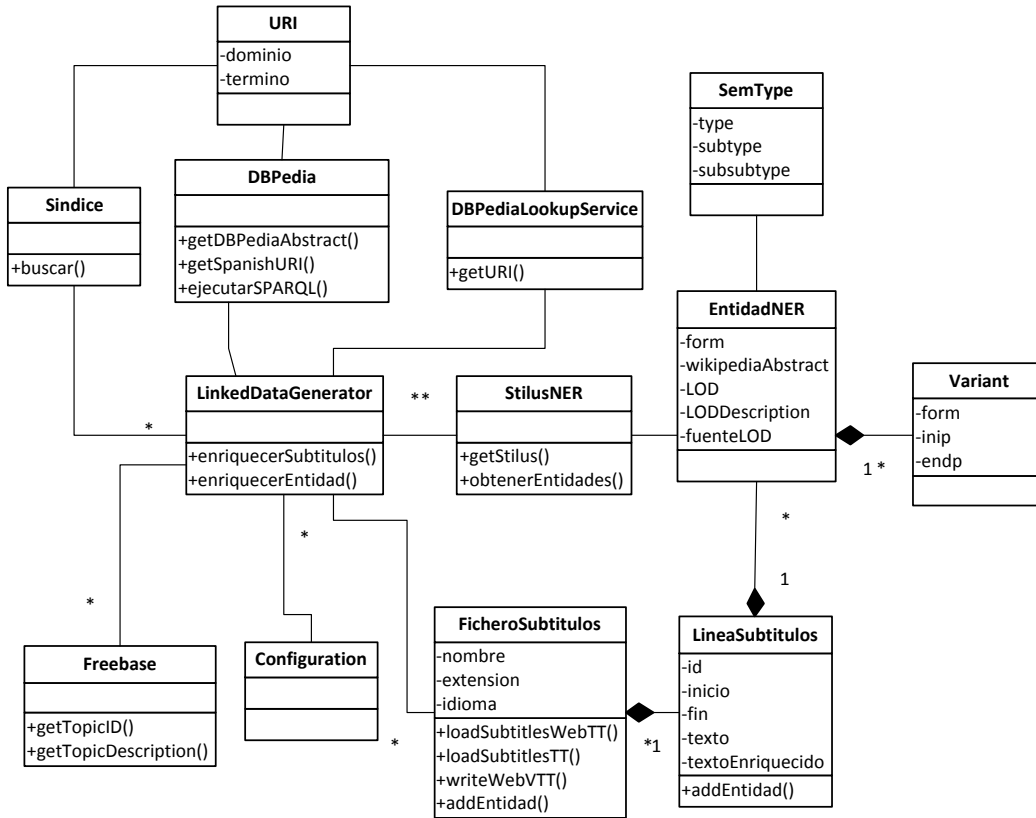 URI
-dominio
-termino
SemType
-type
-subtype
-subsubtype
DBPedia
+getDBPediaAbstract()
+getSpanishURI()
+ejecutarSPARQL()
Sindice
+buscar()
DBPediaLookupService
+getURI()
EntidadNER
-form
-wikipediaAbstract
-LOD
-LODDescription
-fuenteLOD
Variant
-form
-inip
-endp
1 *
LinkedDataGenerator
+enriquecerSubtitulos()
+enriquecerEntidad()
*
**
StilusNER
+getStilus()
+obtenerEntidades()
*
*
*
1
Freebase
+getTopicID()
+getTopicDescription()
Configuration
FicheroSubtitulos
-nombre
-extension
-idioma
+loadSubtitlesWebTT()
+loadSubtitlesTT()
+writeWebVTT()
+addEntidad()
*
*1
LineaSubtitulos
-id
-inicio
-fin
-texto
-textoEnriquecido
+addEntidad()